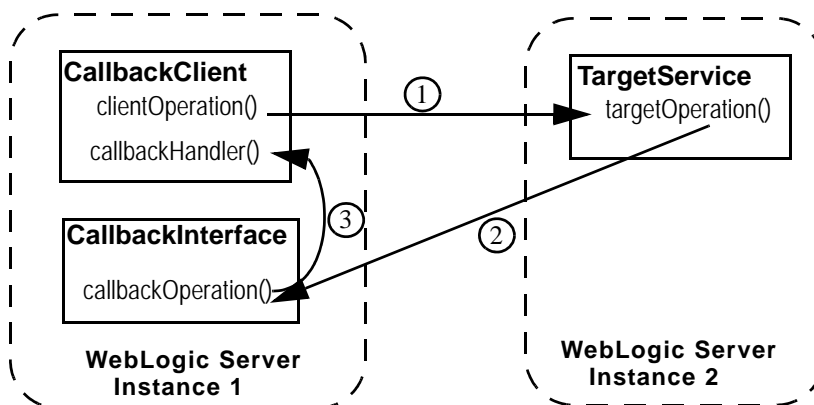 CallbackClient
clientOperation()
callbackHandler()
CallbackInterface
callbackOperation()
WebLogic Server
Instance 1
1
2
3
TargetService
targetOperation()
WebLogic Server
Instance 2